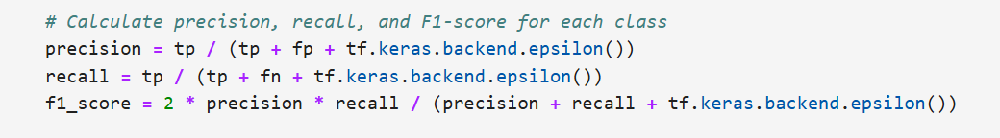 # Calculate precision, recall, and F1-score for each class
precision = tp / (tp + fp + tf.keras.backend.epsilon())
recall = tp / (tp + fn + tf.keras.backend.epsilon())
f1_score = 2 * precision * recall / (precision + recall + tf.keras.backend.epsilon())